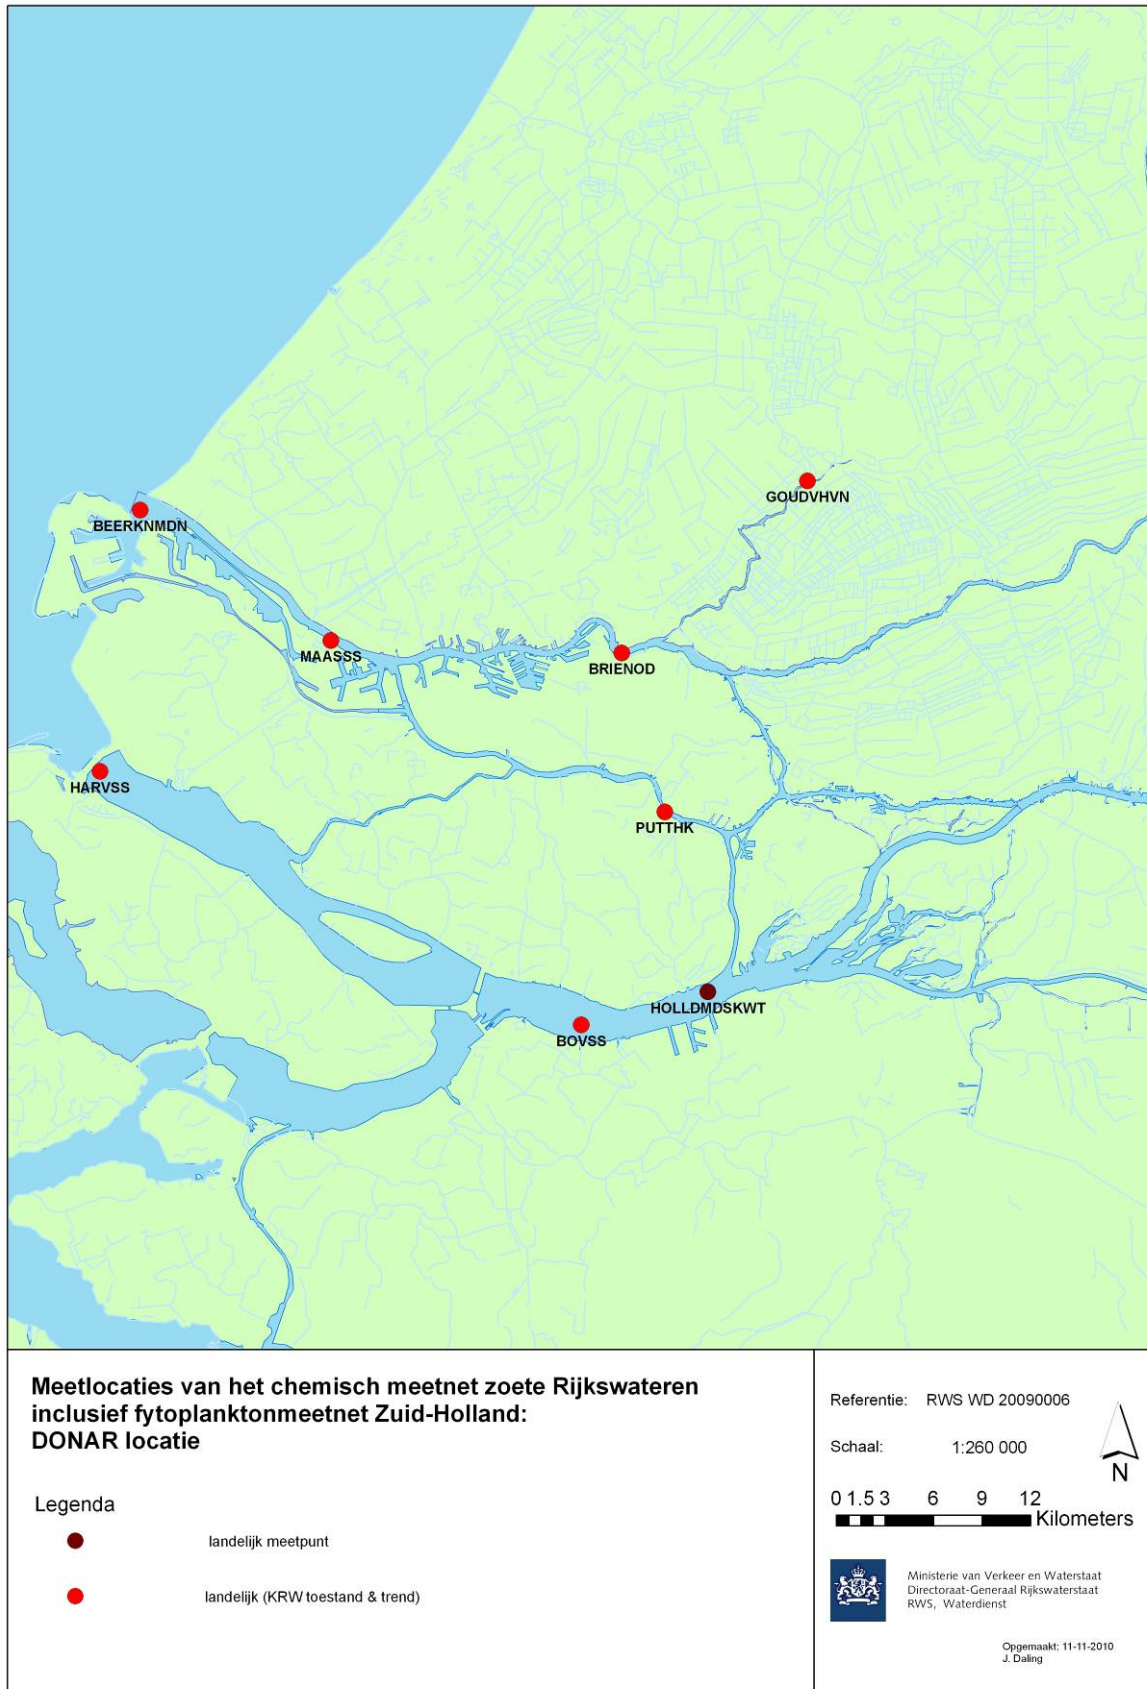 GOUDVHVN
BEERKNMDN
MAASSS
BRIENOD
HARVSS
PUTTHK
HOLLDMDSKWT
BOVSS
Meetlocaties van het chemisch meetnet zoete Rijkswateren
inclusief fytoplanktonmeetnet Zuid-Holland:
DONAR locatie
Legenda
landelijk meetpunt
landelijk (KRW toestand & trend)
Referentie: RWS WD 20090006
Schaal: 1:260 000
N
0 1.5 3 6 9 12
Kilometers
Ministerie van Verkeer en Waterstaat
Directoraat-Generaal Rijkswaterstaat
RWS, Waterdienst
Opgemaakt: 11-11-2010
J. Daling